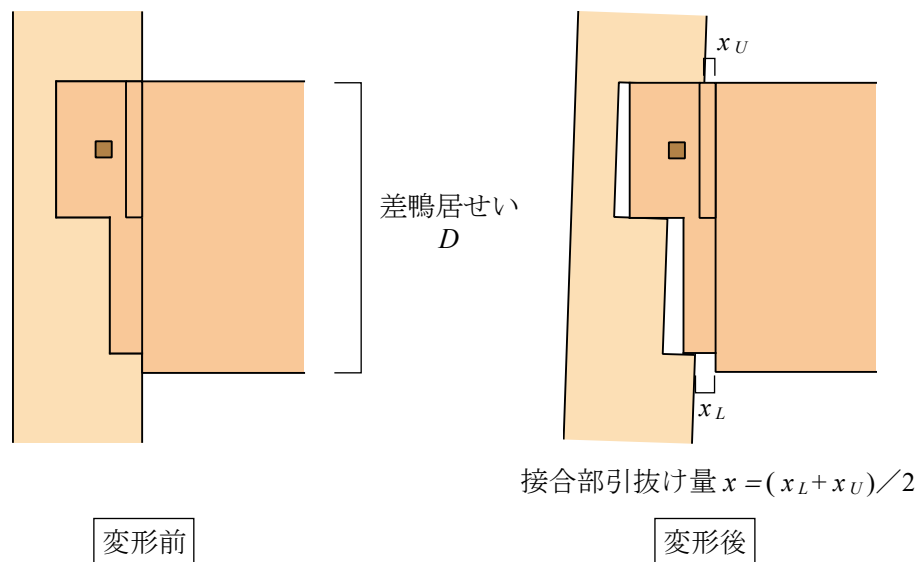 x U
差鴨居せい
D
x L
接合部引抜け量 x =( x L+ x U )／2
変形前
変形後